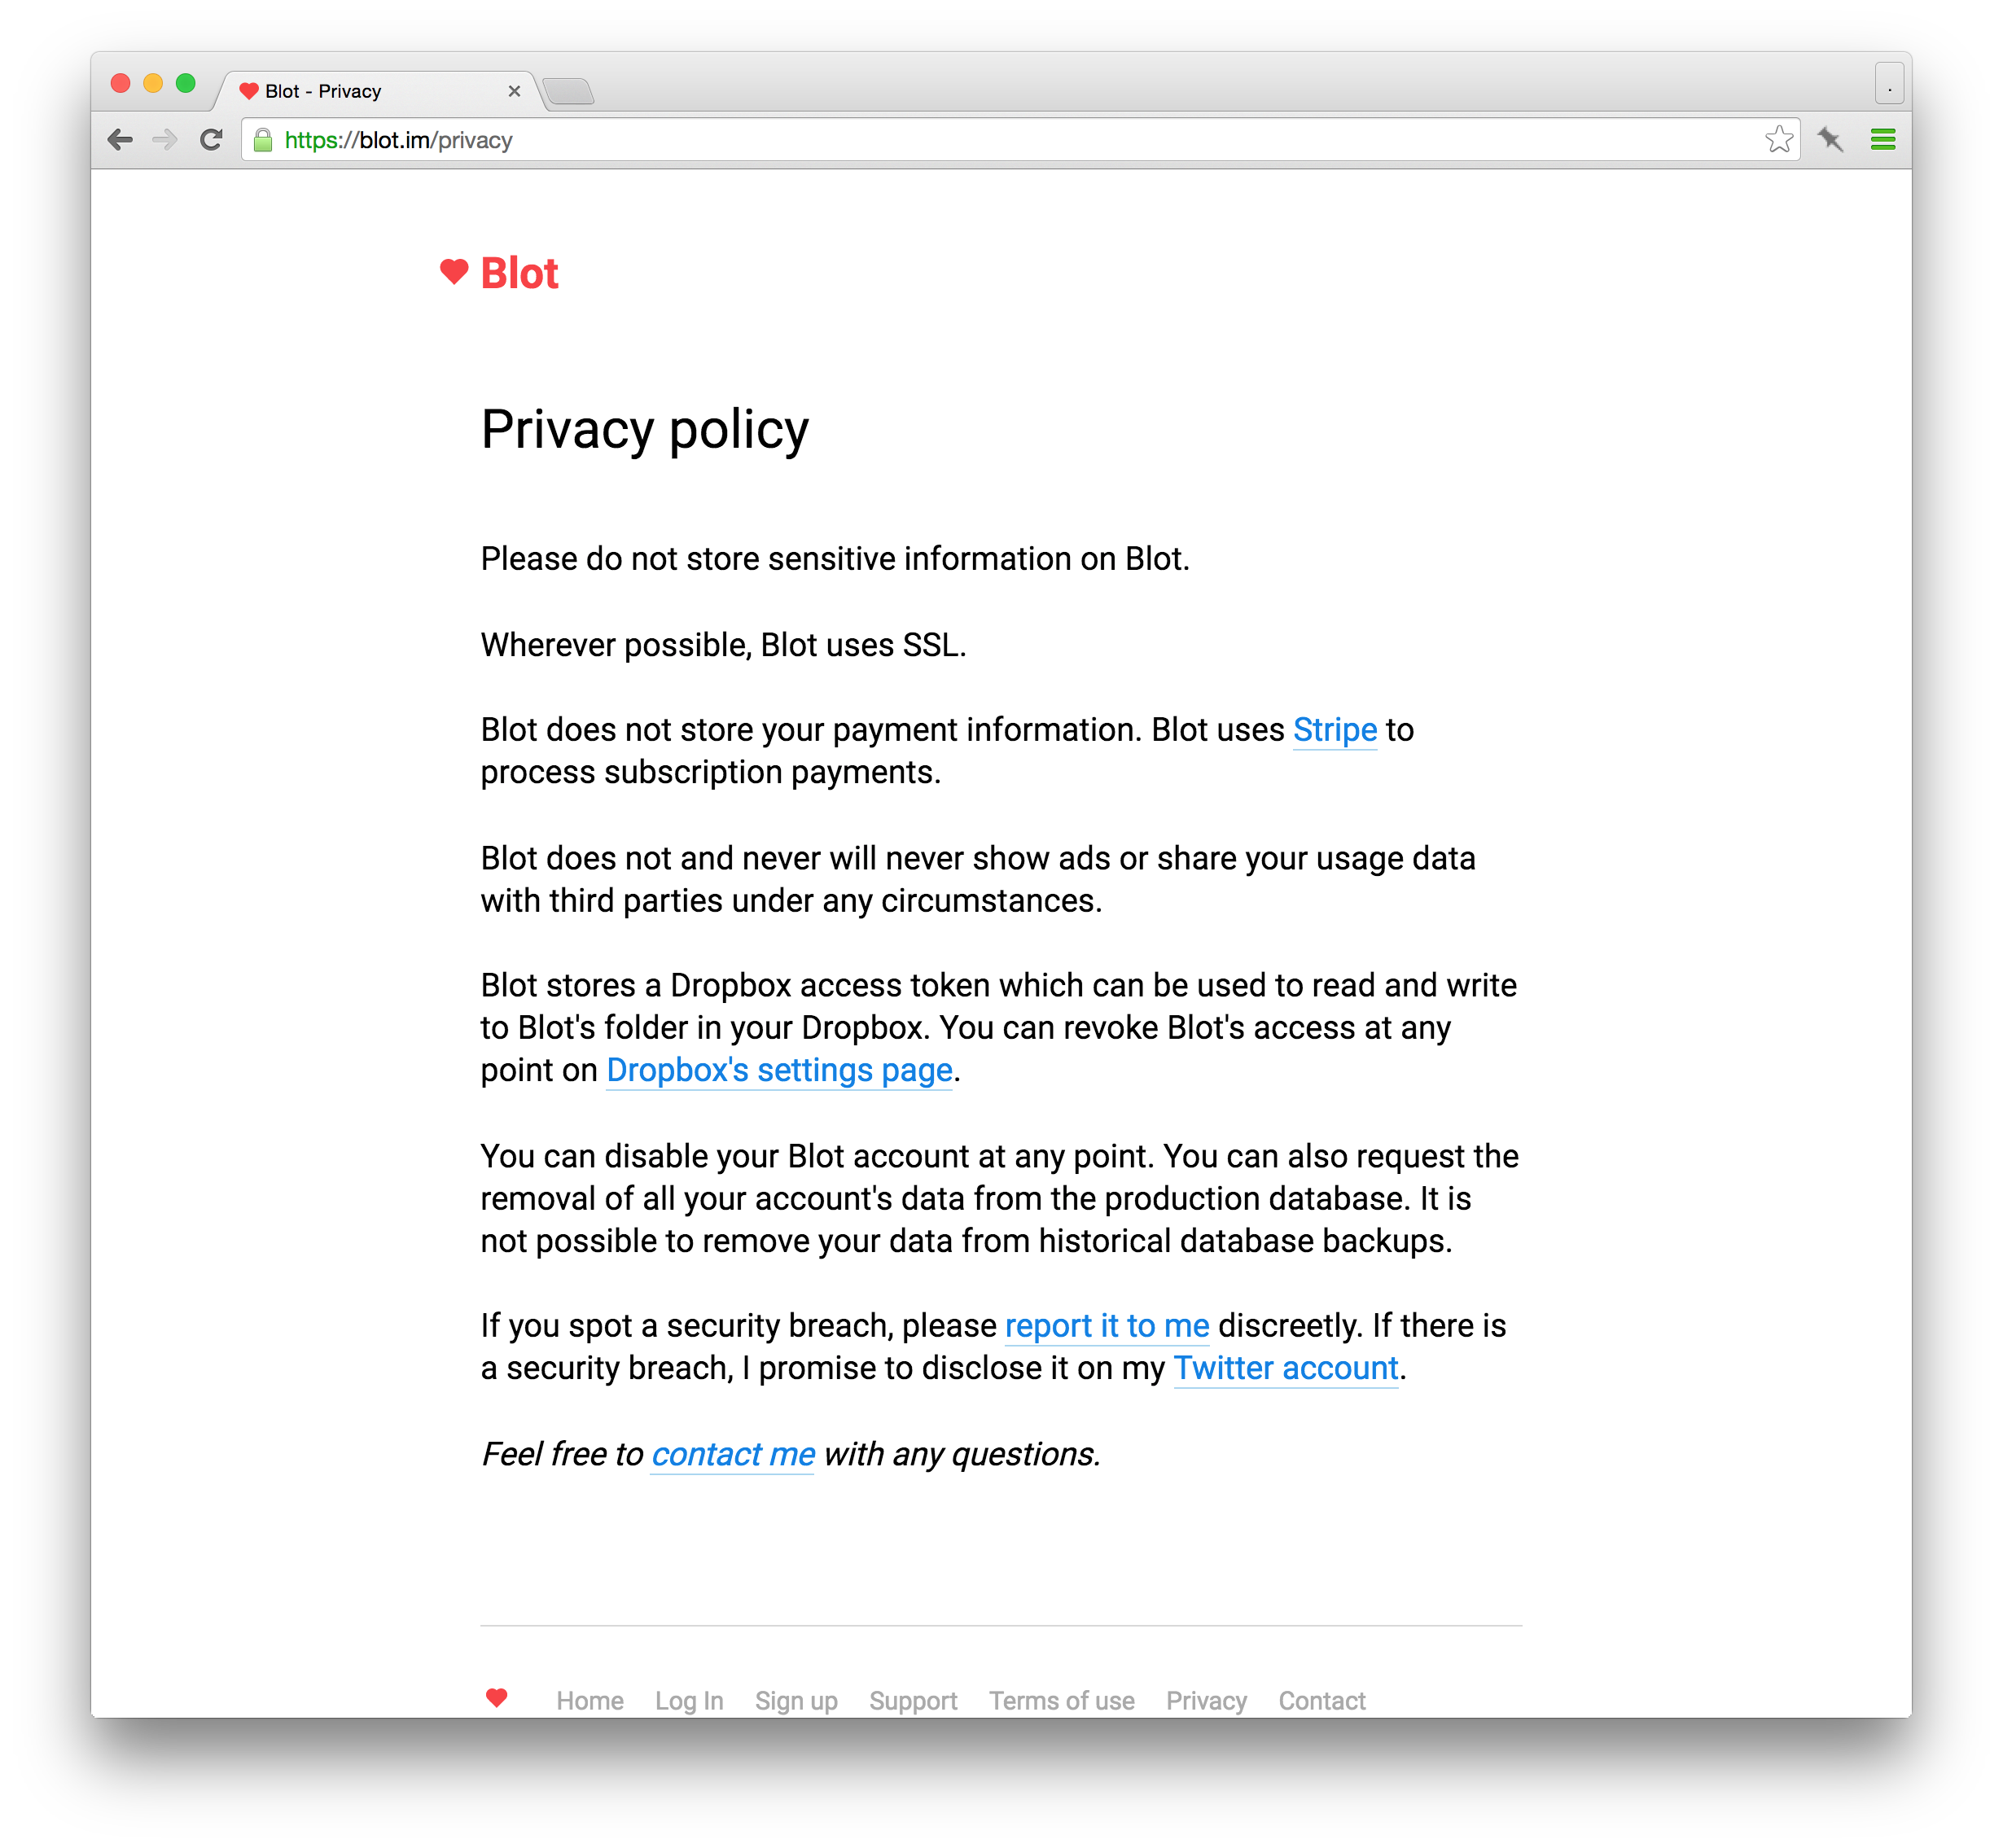 Blot - Privacy
https://blot.im/privacy
Blot
Privacy policy
Please do not store sensitive information on Blot.
Wherever possible, Blot uses SSL.
Blot does not store your payment information. Blot uses Stripe to
process subscription payments.
Blot does not and never will never show ads or share your usage data
with third parties under any circumstances.
Blot stores a Dropbox access token which can be used to read and write
to Blot's folder in your Dropbox. You can revoke Blot's access at any
point on Dropbox's settings page.
You can disable your Blot account at any point. You can also request the
removal of all your account's data from the production database. It is
not possible to remove your data from historical database backups.
If you spot a security breach, please report it to me discreetly. If there is
a security breach, I promise to disclose it on my Twitter account.
Feel free to contact me with any questions.
Home Log In Sign up Support Terms of use Privacy Contact